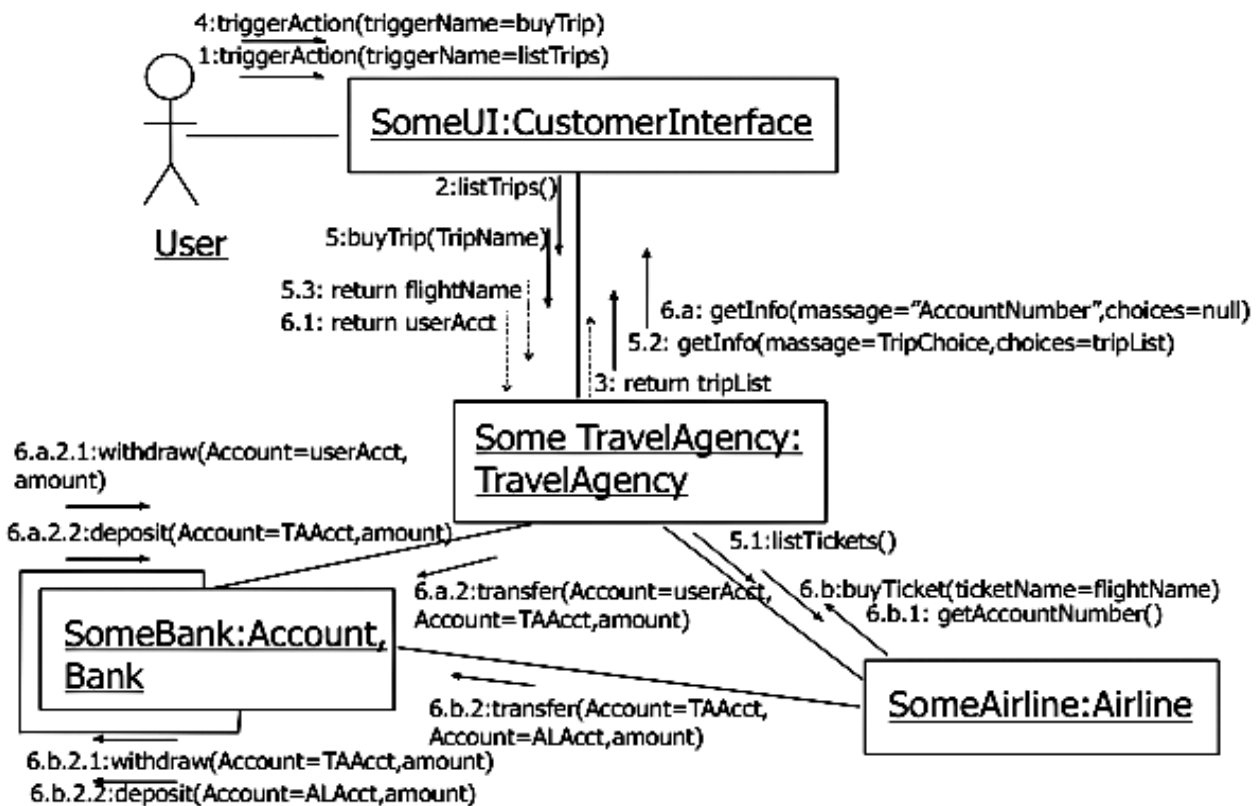 4:triggerAction(triggerName=buyTrip)
1:triggerAction(triggerName=listTrips)
SomeUI:CustomerInterface
User
2:listTrips()
5:buyTrip(TripName)
5.3: return flightName
6.1: return userAcct
6.a: getInfo(massage="AccountNumber",choices=null)
5.2: getInfo(massage=TripChoice,choices=tripList)
3: return tripList
Some TravelAgency:
TravelAgency
6.a.2.1:withdraw(Account=userAcct,
amount)
6.a.2.2:deposit(Account=TAAcct,amount)
5.1:listTickets()
6.a.2:transfer(Account=userAcct,
Account=TAAcct,amount)
6.b:buyTicket(ticketName=flightName)
6.b.1: getAccountNumber()
SomeBank:Account,
Bank
SomeAirline:Airline
6.b.2:transfer(Account=TAAcct,
Account=ALAcct,amount)
6.b.2.1:withdraw(Account=TAAcct,amount)
6.b.2.2:deposit(Account=ALAcct,amount)